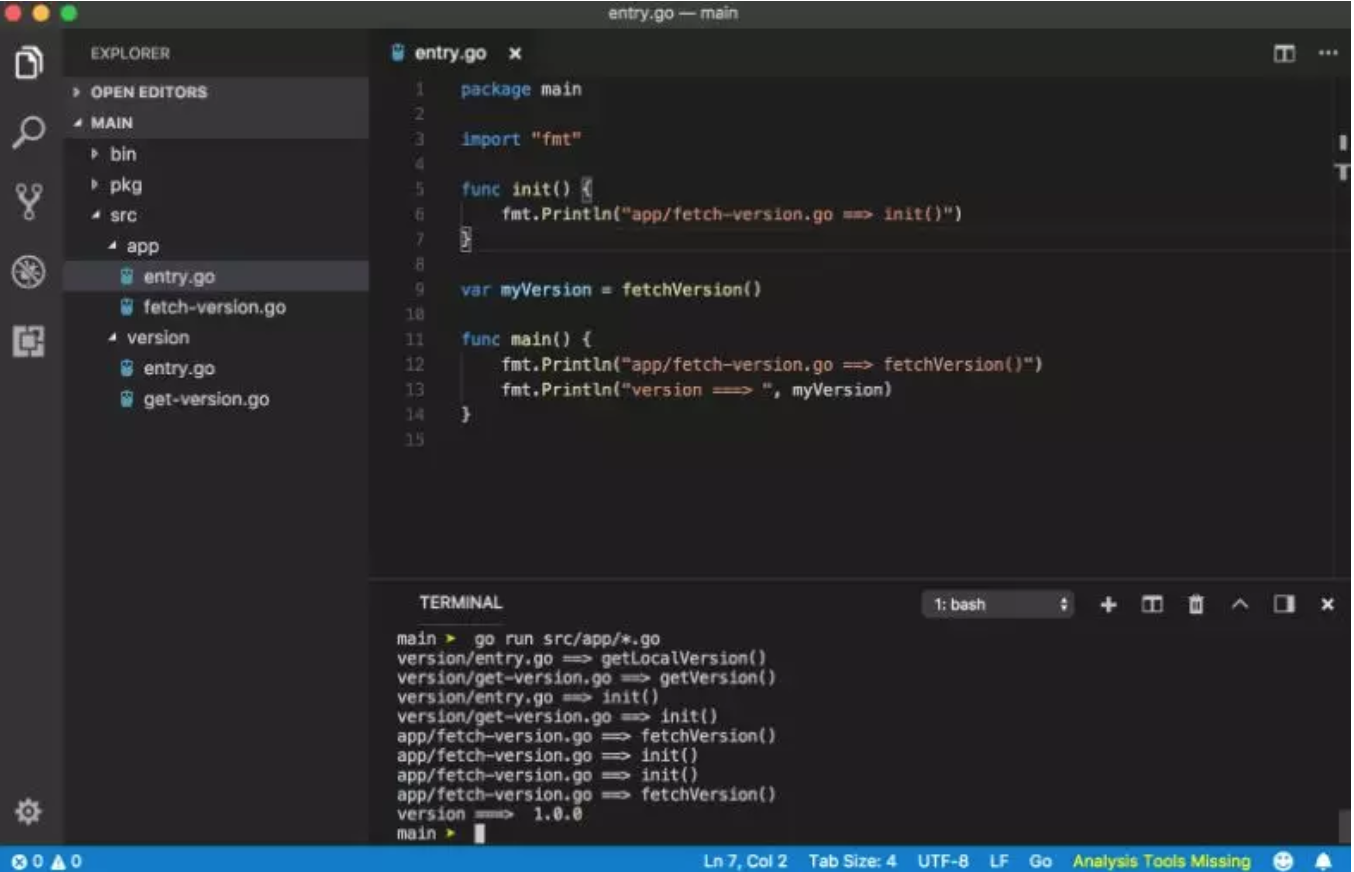 entry.go — main
EXPLORER
OPEN EDITORS
MAIN
bin
pkg
src
app
entry.go
fetch-version.go
version
entry.go
get-version.go
entry.go
1 package main
2
3 import "fmt"
4
5 func init() {
6 fmt.Println("app/fetch-version.go ==> init()")
7 }
8
9 var myVersion = fetchVersion()
10
11 func main() {
12 fmt.Println("app/fetch-version.go ==> fetchVersion()")
13 fmt.Println("version ===> ", myVersion)
14 }
15
TERMINAL
1: bash
main ➤ go run src/app/*.go
version/entry.go ==> getLocalVersion()
version/get-version.go ==> getVersion()
version/entry.go ==> init()
version/get-version.go ==> init()
app/fetch-version.go ==> fetchVersion()
app/fetch-version.go ==> init()
app/fetch-version.go ==> init()
app/fetch-version.go ==> fetchVersion()
version ===> 1.0.0
main ➤
0 0 Ln 7, Col 2 Tab Size: 4 UTF-8 LF Go Analysis Tools Missing